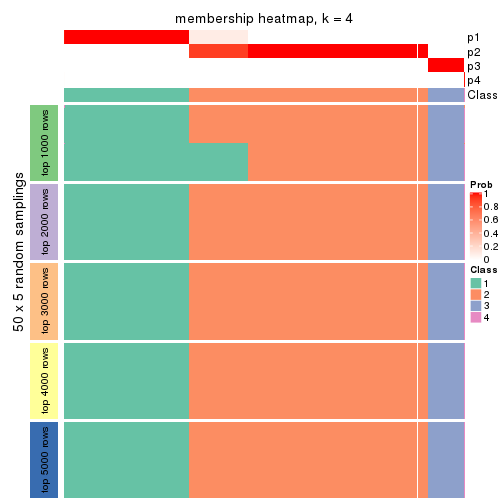 membership heatmap, k = 4
p1
p2
p3
p4
Class
50 x 5 random samplings
top 1000 rows
top 2000 rows
top 3000 rows
top 4000 rows
top 5000 rows
Prob
1
0.8
0.6
0.4
0.2
0
Class
1
2
3
4